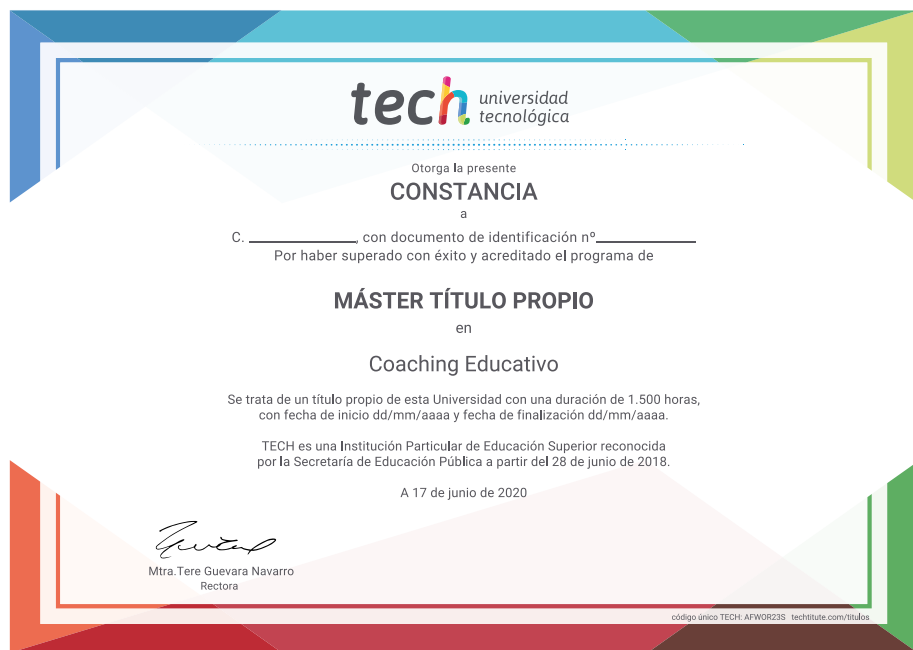 tech universidad
tecnológica
Otorga la presente
CONSTANCIA
a
C. ____________, con documento de identificación nº____________
Por haber superado con éxito y acreditado el programa de
MÁSTER TÍTULO PROPIO
en
Coaching Educativo
Se trata de un título propio de esta Universidad con una duración de 1.500 horas,
con fecha de inicio dd/mm/aaaa y fecha de finalización dd/mm/aaaa.
TECH es una Institución Particular de Educación Superior reconocida
por la Secretaría de Educación Pública a partir del 28 de junio de 2018.
A 17 de junio de 2020
Mtra.Tere Guevara Navarro
Rectora
código único TECH: AFWOR23S techtitute.com/titulos